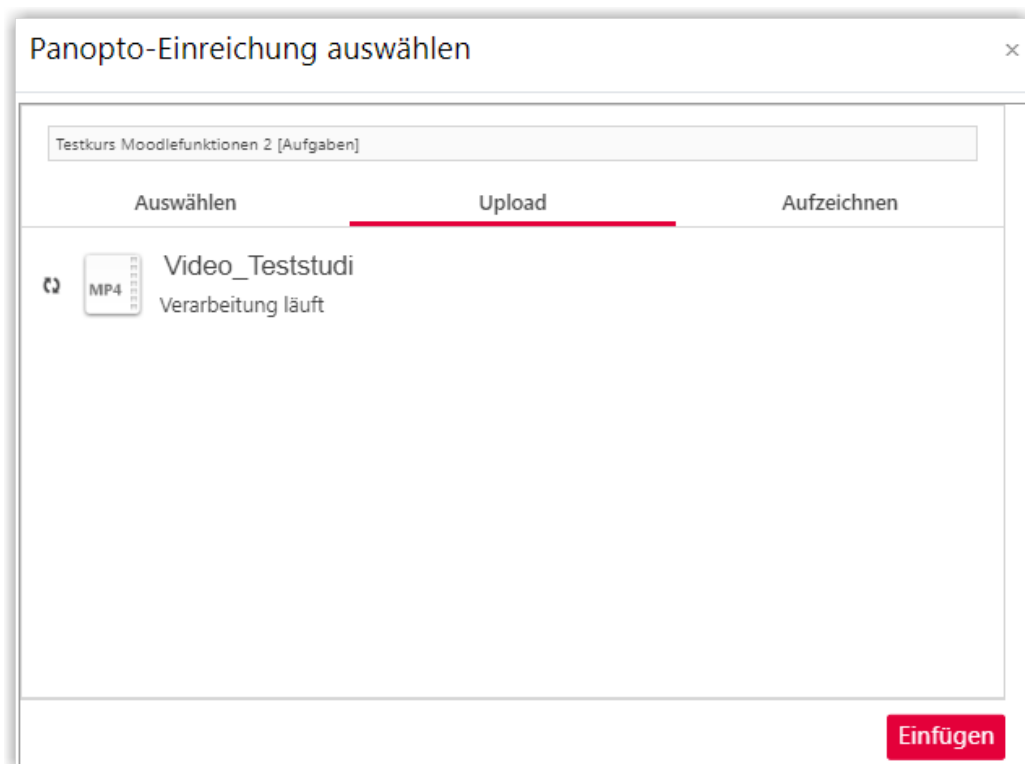 Panopto-Einreichung auswählen ×
Testkurs Moodlefunktionen 2 [Aufgaben]
Auswählen Upload Aufzeichnen
Video_Teststudi
MP4
Verarbeitung läuft
Einfügen